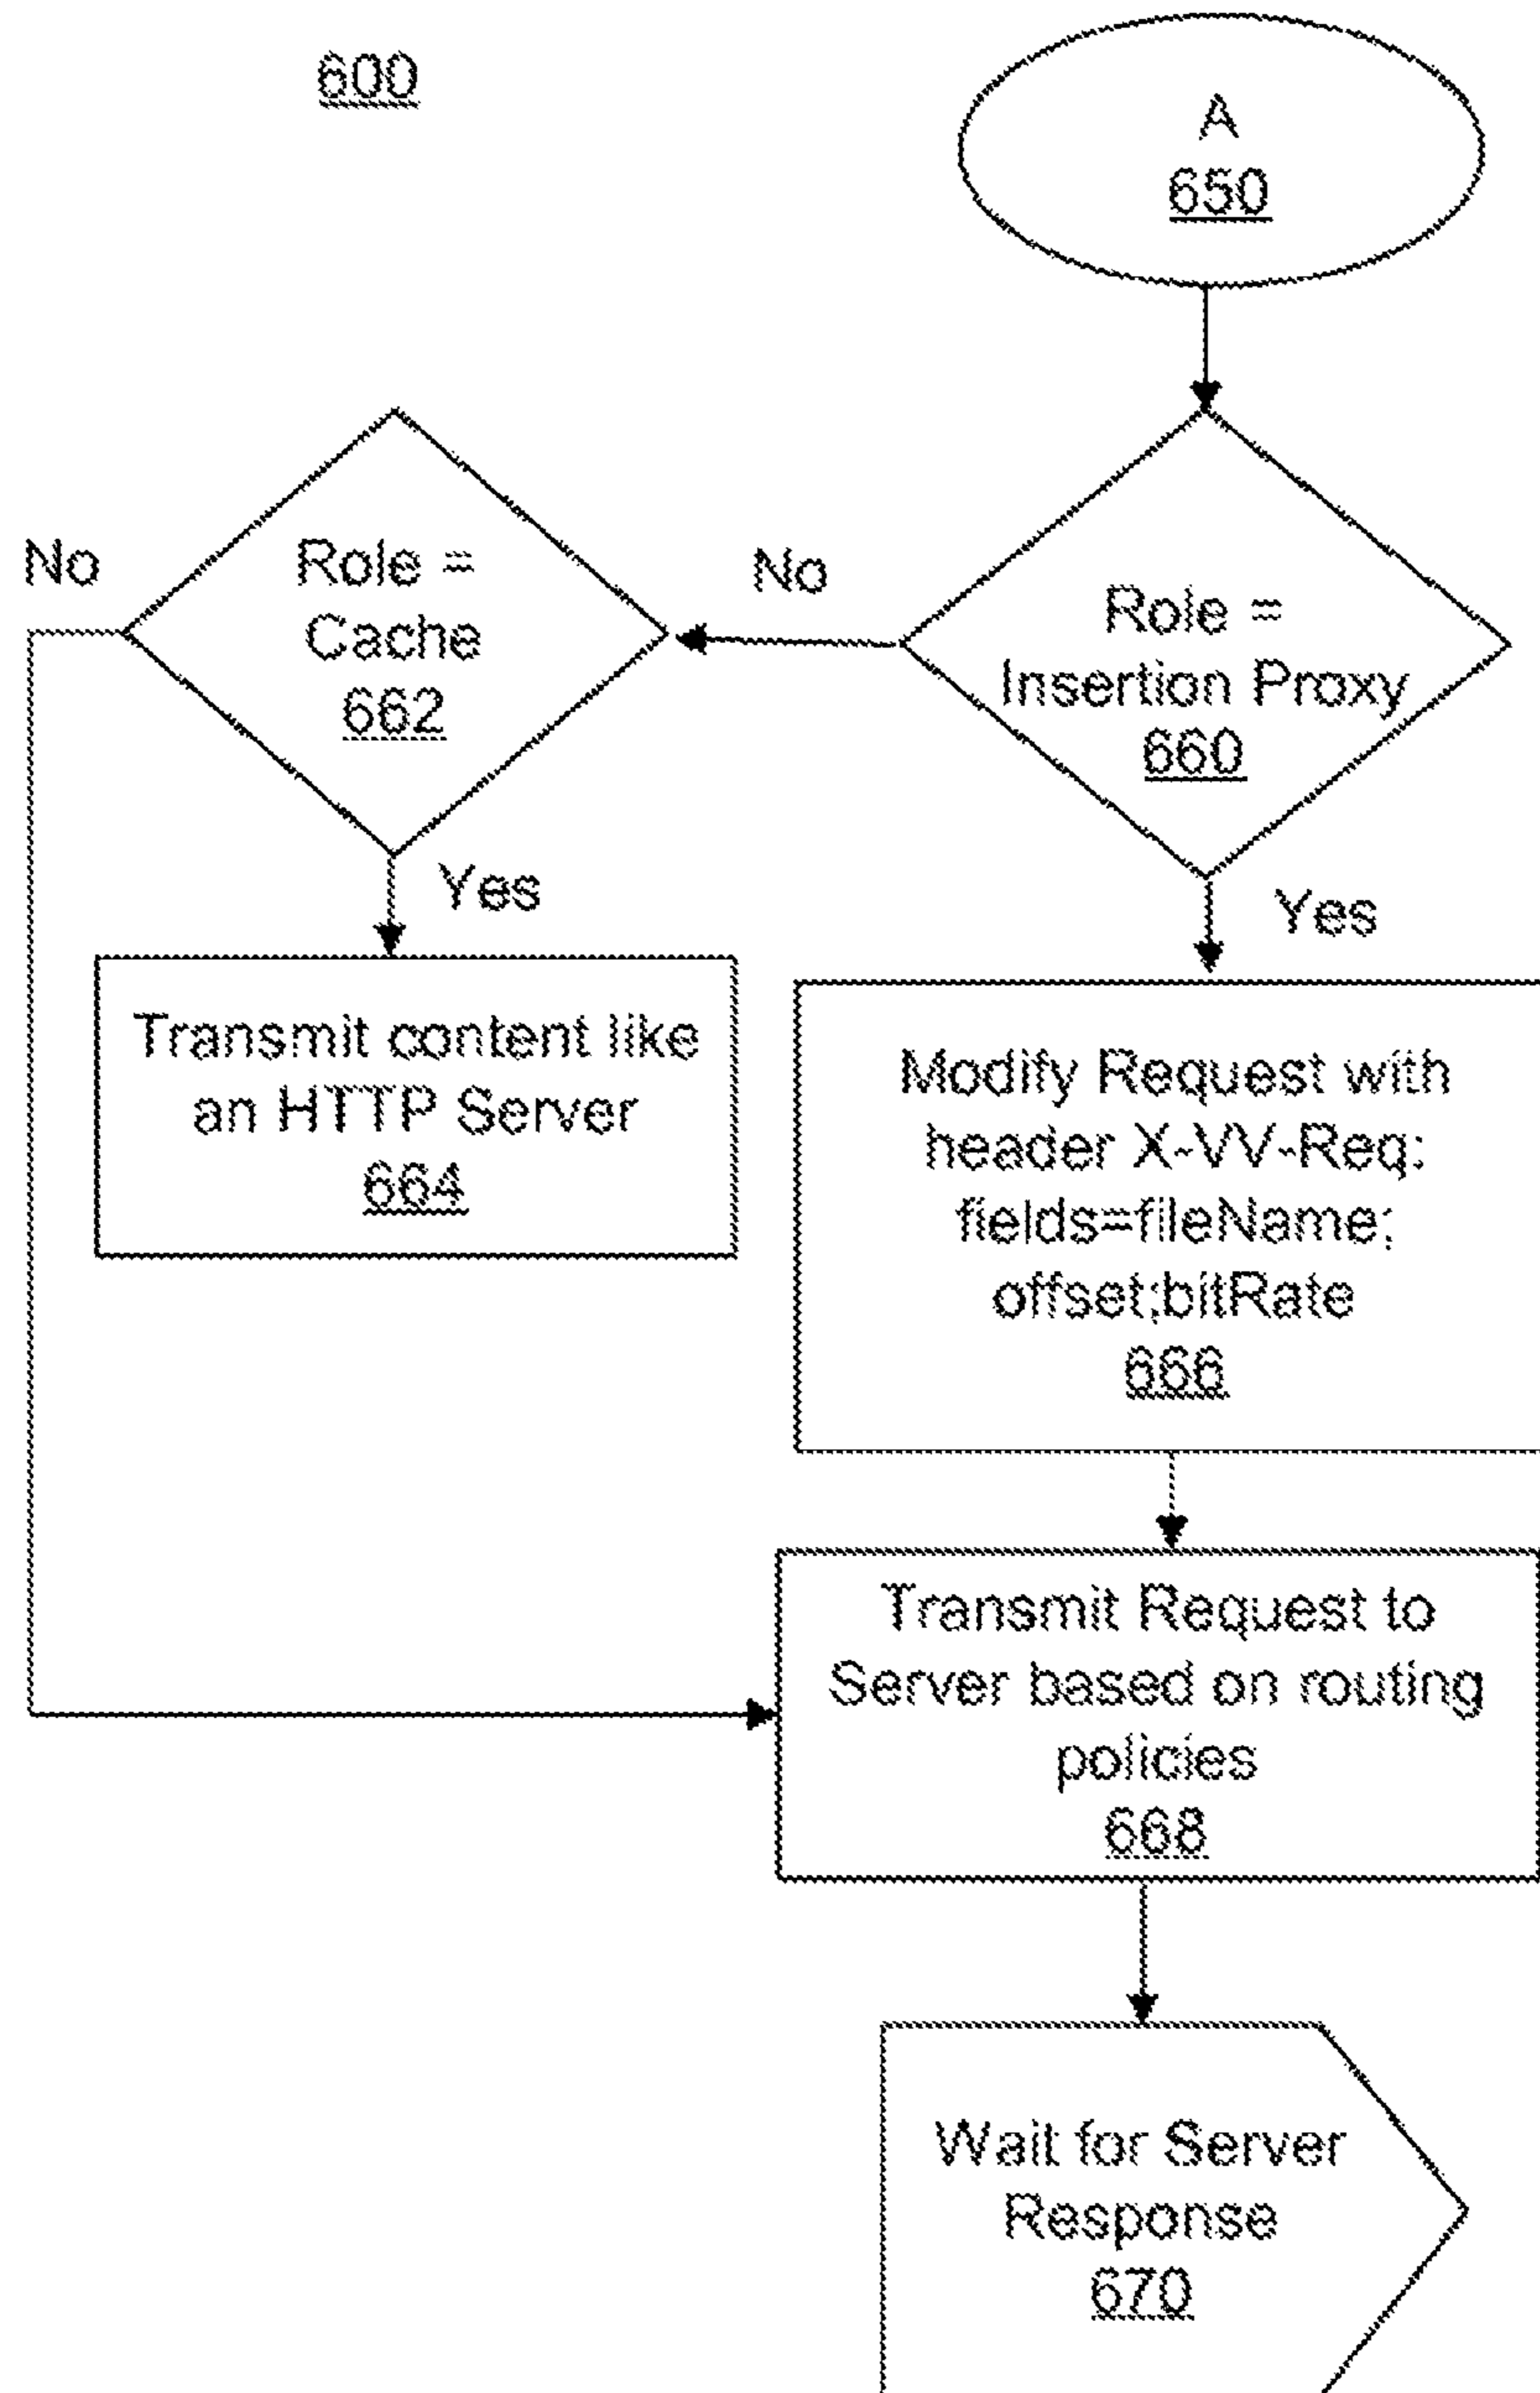 600
A
650
Role =
Insertion Proxy
660
No
Role =
Cache
662
No
Yes
Yes
Transmit content like
an HTTP Server
664
Modify Request with
header X-VV-Req:
fields=fileName;
offset;bitRate
666
Transmit Request to
Server based on routing
policies
668
Wait for Server
Response
670